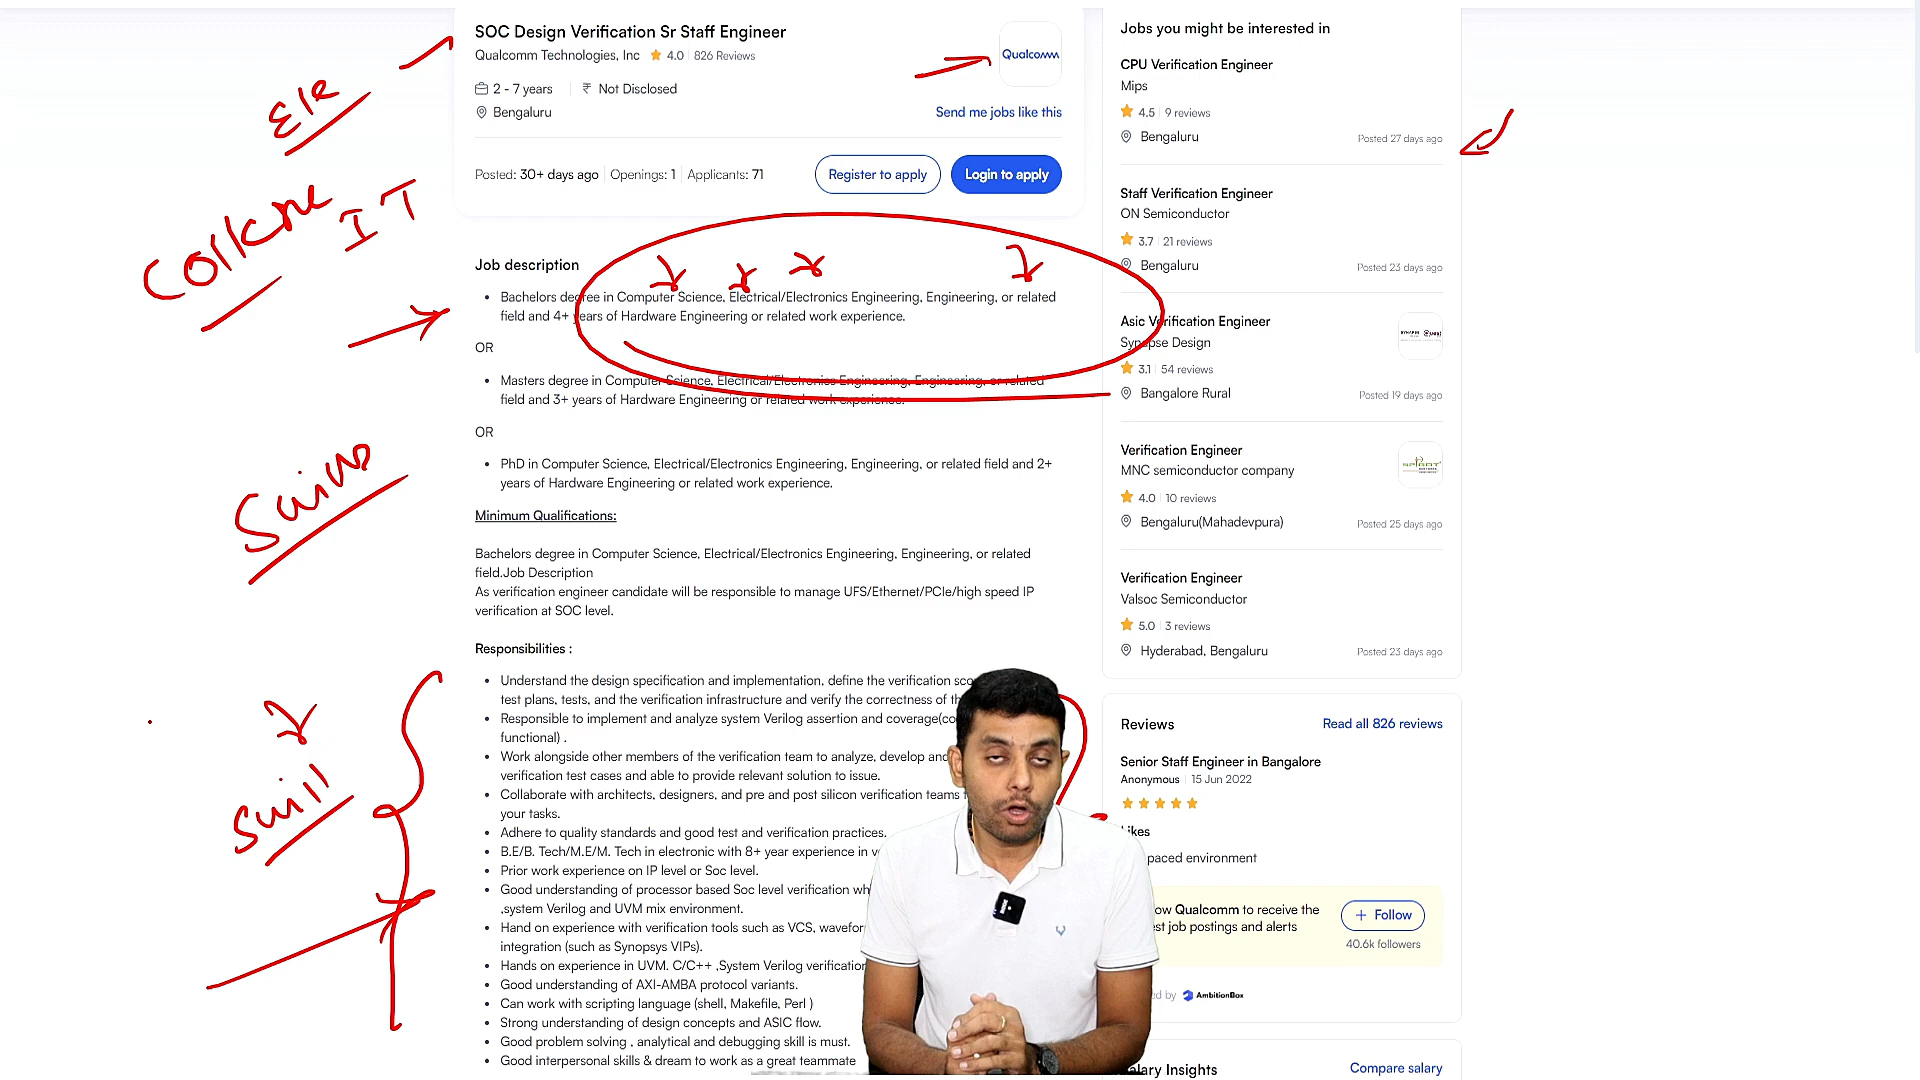 SOC Design Verification Sr Staff Engineer
Qualcomm Technologies, Inc 4.0 826 Reviews
Qualcomm
2 - 7 years ₹ Not Disclosed
Bengaluru
Send me jobs like this
Posted: 30+ days ago Openings: 1 Applicants: 71
Register to apply
Login to apply
Job description
• Bachelors degree in Computer Science, Electrical/Electronics Engineering, Engineering, or related
field and 4+ years of Hardware Engineering or related work experience.
OR
• Masters degree in Computer Science, Electrical/Electronics Engineering, Engineering, or related
field and 3+ years of Hardware Engineering or related work experience.
OR
• PhD in Computer Science, Electrical/Electronics Engineering, Engineering, or related field and 2+
years of Hardware Engineering or related work experience.
Minimum Qualifications:
Bachelors degree in Computer Science, Electrical/Electronics Engineering, Engineering, or related
field.Job Description
As verification engineer candidate will be responsible to manage UFS/Ethernet/PCIe/high speed IP
verification at SOC level.
Responsibilities :
• Understand the design specification and implementation, define the verification
test plans, tests, and the verification infrastructure and verify the correctness of
• Responsible to implement and analyze system Verilog assertion and coverage(
functional) .
• Work alongside other members of the verification team to analyze, develop and
verification test cases and able to provide relevant solution to issue.
• Collaborate with architects, designers, and pre and post silicon verification teams
your tasks.
• Adhere to quality standards and good test and verification practices.
• B.E/B. Tech/M.E/M. Tech in electronic with 8+ year experience in
• Prior work experience on IP level or Soc level.
• Good understanding of processor based Soc level verification
,system Verilog and UVM mix environment.
• Hand on experience with verification tools such as VCS,
integration (such as Synopsys VIPs).
• Hands on experience in UVM. C/C++ ,System Verilog
• Good understanding of AXI-AMBA protocol variants.
• Can work with scripting language (shell, Makefile, Perl )
• Strong understanding of design concepts and ASIC flow.
• Good problem solving , analytical and debugging skill is must.
• Good interpersonal skills & dream to work as a great teammate
Jobs you might be interested in
CPU Verification Engineer
Mips
4.5 9 reviews
Bengaluru
Posted 27 days ago
Staff Verification Engineer
ON Semiconductor
3.7 21 reviews
Bengaluru
Posted 23 days ago
Asic Verification Engineer
Synapse Design
3.1 54 reviews
Bangalore Rural
Posted 19 days ago
Verification Engineer
MNC semiconductor company
4.0 10 reviews
Bengaluru(Mahadevpura)
Posted 25 days ago
Verification Engineer
Valsoc Semiconductor
5.0 3 reviews
Hyderabad, Bengaluru
Posted 23 days ago
Reviews
Read all 826 reviews
Senior Staff Engineer in Bangalore
Anonymous 15 Jun 2022
Likes
paced environment
Qualcomm to receive the
job postings and alerts
+ Follow
40.6k followers
by AmbitionBox
Salary Insights
Compare salary
IT